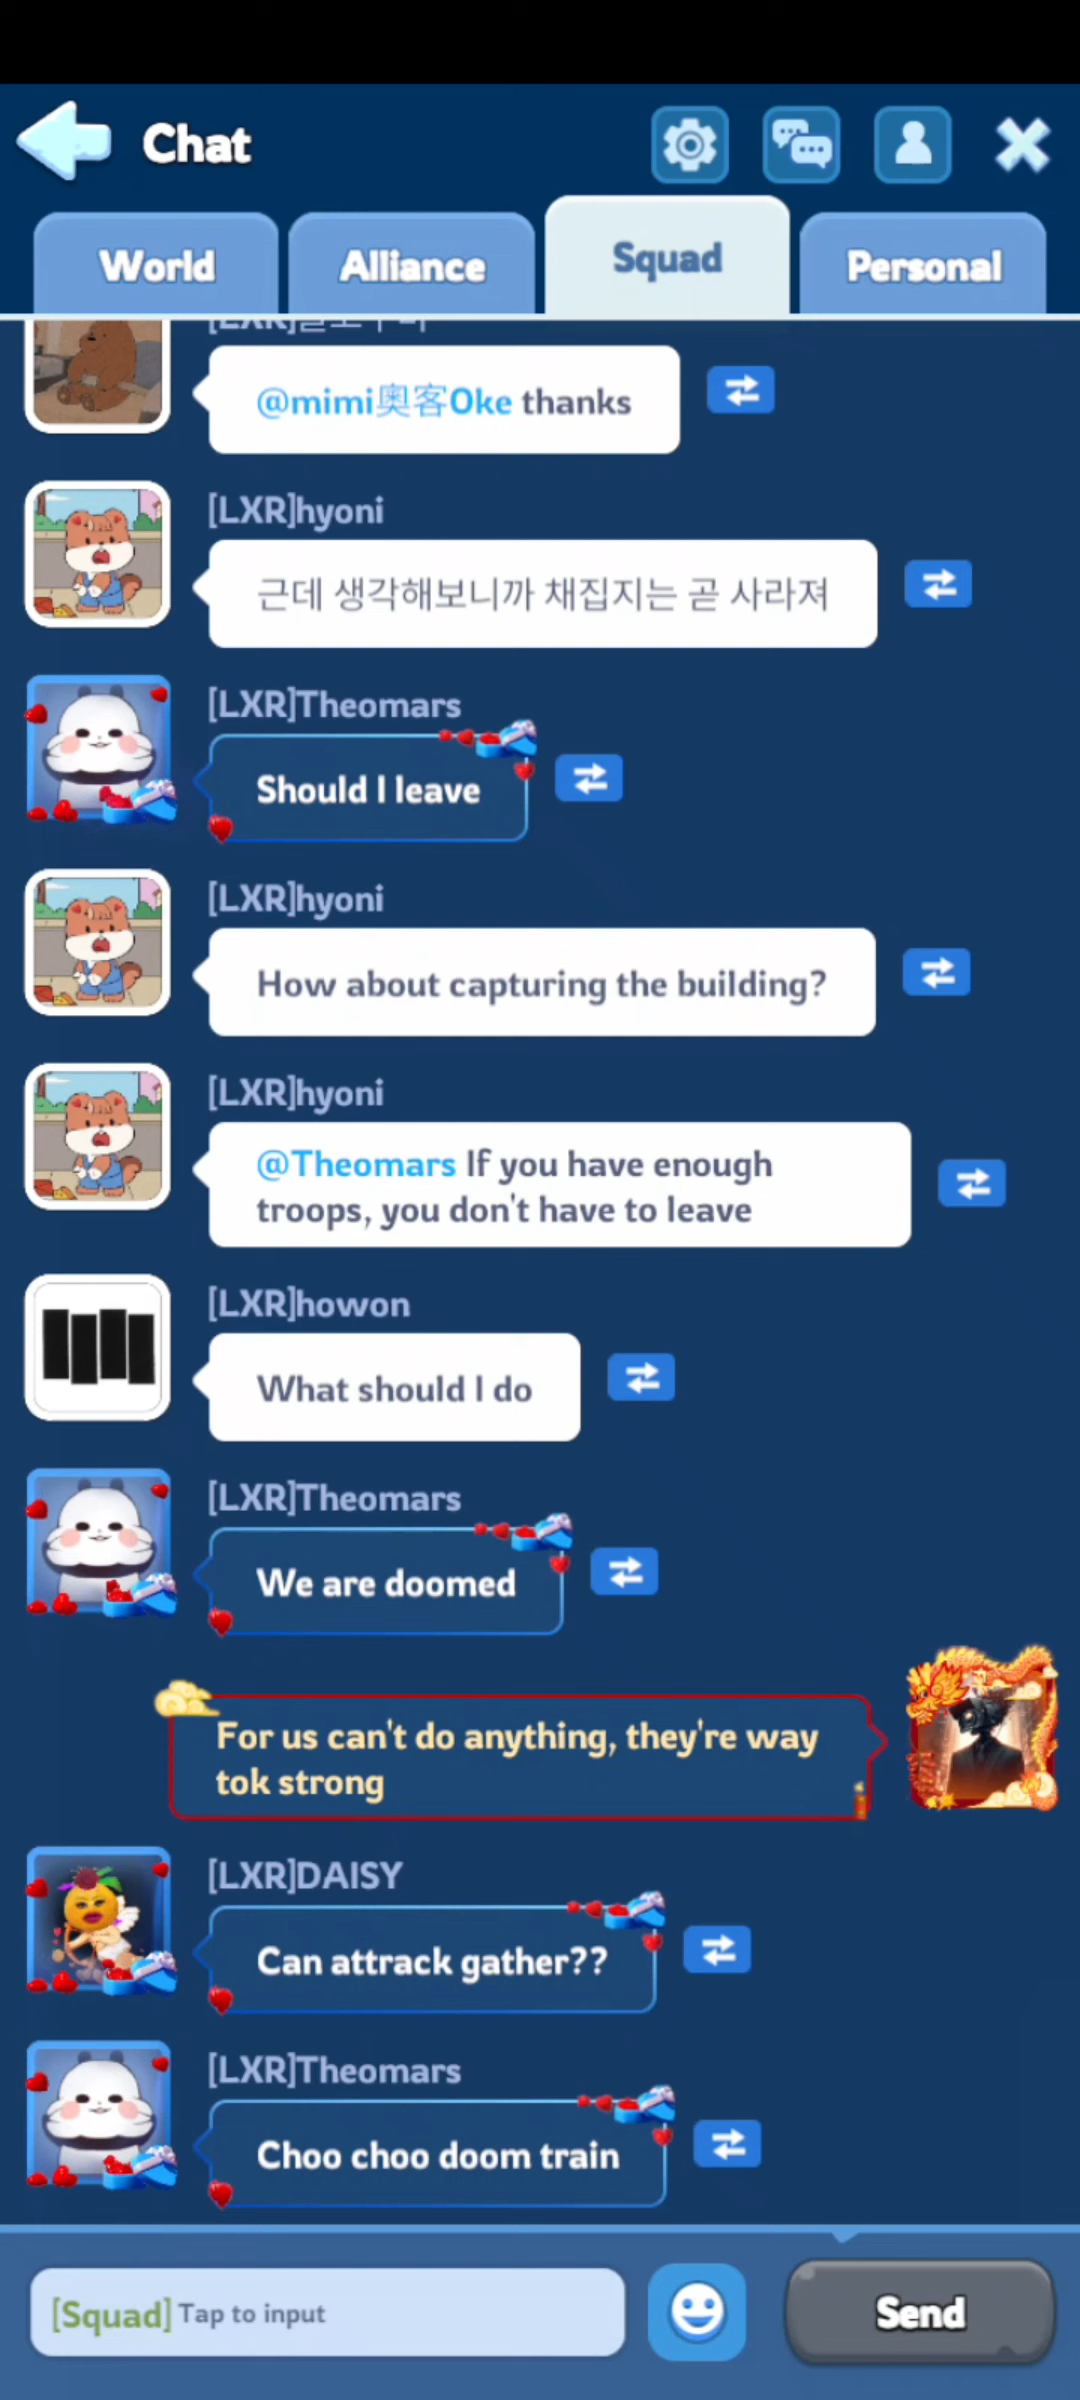 Chat
World
Alliance
Squad
Personal
@mimi奥客Oke thanks
[LXR]hyoni
근데 생각해보니까 채집지는 곧 사라져
[LXR]Theomars
Should I leave
[LXR]hyoni
How about capturing the building?
[LXR]hyoni
@Theomars If you have enough
troops, you don't have to leave
[LXR]howon
What should I do
[LXR]Theomars
We are doomed
For us can't do anything, they're way
tok strong
[LXR]DAISY
Can attrack gather??
[LXR]Theomars
Choo choo doom train
[Squad] Tap to input
Send